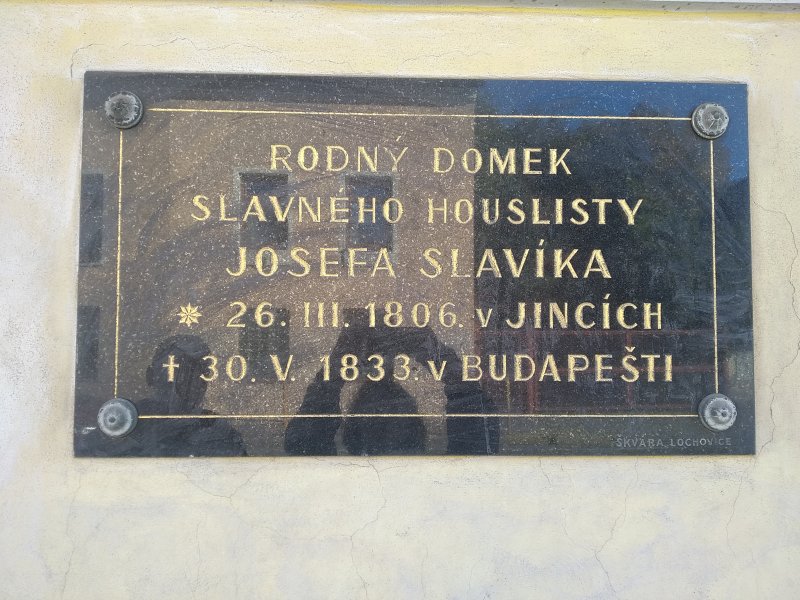 RODNÝ DOMEK
SLAVNÉHO HOUSLISTY
JOSEFA SLAVÍKA
* 26. III. 1806. v JINCÍCH
† 30. V. 1833. v BUDAPEŠTI
ŠKVÁRA, LOCHOVICE